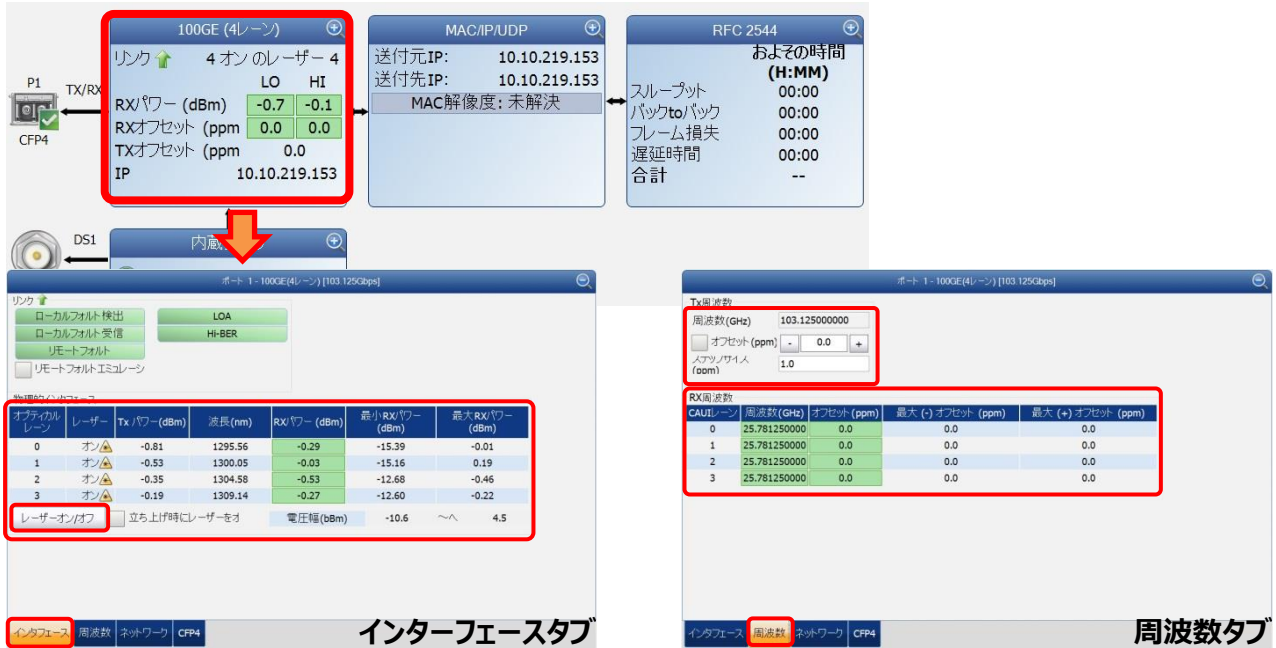 P1
TX/RX
CFP4
100GE (4レーン)
リンク 4 オン のレーザー 4
LO HI
RXパワー (dBm) -0.7 -0.1
RXオフセット (ppm 0.0 0.0
TXオフセット (ppm 0.0
IP 10.10.219.153
MAC/IP/UDP
送付元IP: 10.10.219.153
送付先IP: 10.10.219.153
MAC解像度: 未解決
RFC 2544
およその時間
(H:MM)
スループット 00:00
バックtoバック 00:00
フレーム損失 00:00
遅延時間 00:00
合計 --
DS1
内蔵
ポート 1 - 100GE(4レーン) [103.125Gbps]
リンク
ローカルフォルト検出 LOA
ローカルフォルト受信 Hi-BER
リモートフォルト
リモートフォルトエミュレーシ
物理的インタフェース
オプティカルレーン レーザー Tx パワー(dBm) 波長(nm) RXパワー (dBm) 最小RXパワー (dBm) 最大RXパワー (dBm)
0 オン -0.81 1295.56 -0.29 -15.39 -0.01
1 オン -0.53 1300.05 -0.03 -15.16 0.19
2 オン -0.35 1304.58 -0.53 -12.68 -0.46
3 オン -0.19 1309.14 -0.27 -12.60 -0.22
レーザーオン/オフ 立ち上げ時にレーザーをオ 電圧幅(bBm) -10.6 ～へ 4.5
インタフェース 周波数 ネットワーク CFP4
インターフェースタブ
ポート 1 - 100GE(4レーン) [103.125Gbps]
Tx周波数
周波数(GHz) 103.125000000
オフセット(ppm) - 0.0 +
ステップサイズ (ppm) 1.0
RX周波数
CAUIレーン 周波数(GHz) オフセット(ppm) 最大 (-) オフセット (ppm) 最大 (+) オフセット (ppm)
0 25.781250000 0.0 0.0 0.0
1 25.781250000 0.0 0.0 0.0
2 25.781250000 0.0 0.0 0.0
3 25.781250000 0.0 0.0 0.0
インタフェース 周波数 ネットワーク CFP4
周波数タブ